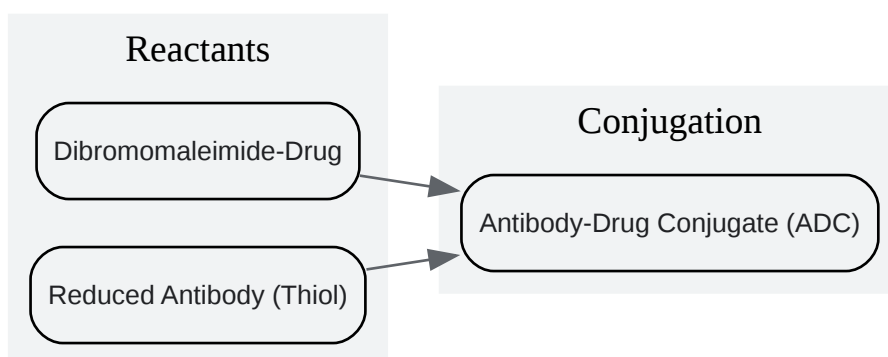 Reactants
Dibromomaleimide-Drug
Reduced Antibody (Thiol)
Conjugation
Antibody-Drug Conjugate (ADC)